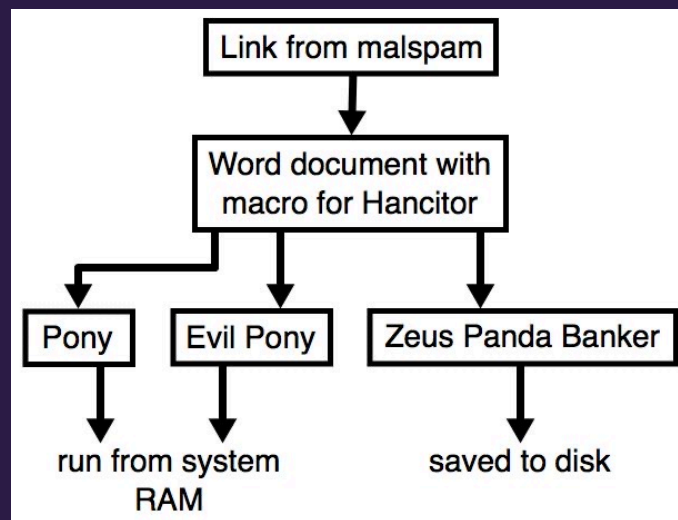 Link from malspam
Word document with
macro for Hancitor
Pony
Evil Pony
Zeus Panda Banker
run from system
RAM
saved to disk